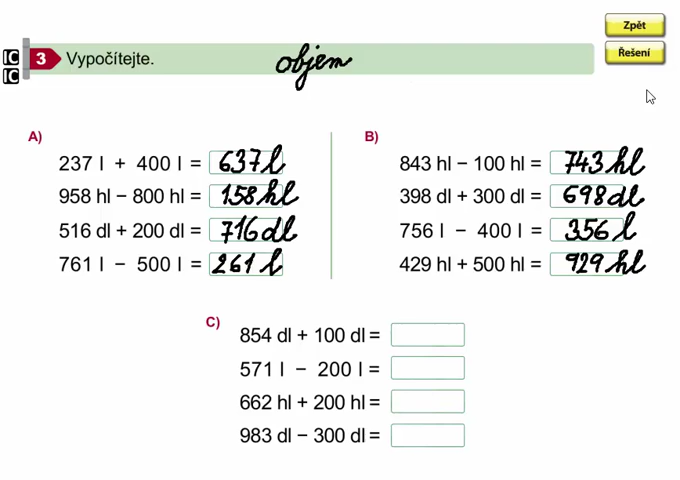 Zpět
Řešení
3 Vypočítejte.
objem
A)
237 l + 400 l = 637 l
958 hl − 800 hl = 158 hl
516 dl + 200 dl = 716 dl
761 l − 500 l = 261 l
B)
843 hl − 100 hl = 743 hl
398 dl + 300 dl = 698 dl
756 l − 400 l = 356 l
429 hl + 500 hl = 929 hl
C)
854 dl + 100 dl =
571 l − 200 l =
662 hl + 200 hl =
983 dl − 300 dl =